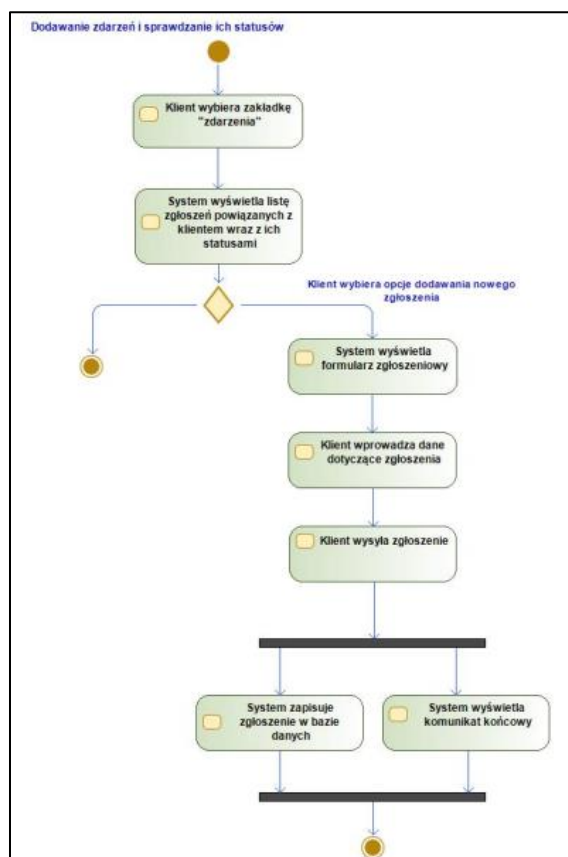 Dodawanie zdarzeń i sprawdzanie ich statusów
Klient wybiera zakładkę
"zdarzenia"
System wyświetla listę
zgłoszeń powiązanych z
klientem wraz z ich
statusami
Klient wybiera opcje dodawania nowego
zgłoszenia
System wyświetla
formularz zgłoszeniowy
Klient wprowadza dane
dotyczące zgłoszenia
Klient wysyła zgłoszenie
System zapisuje
zgłoszenie w bazie
danych
System wyświetla
komunikat końcowy